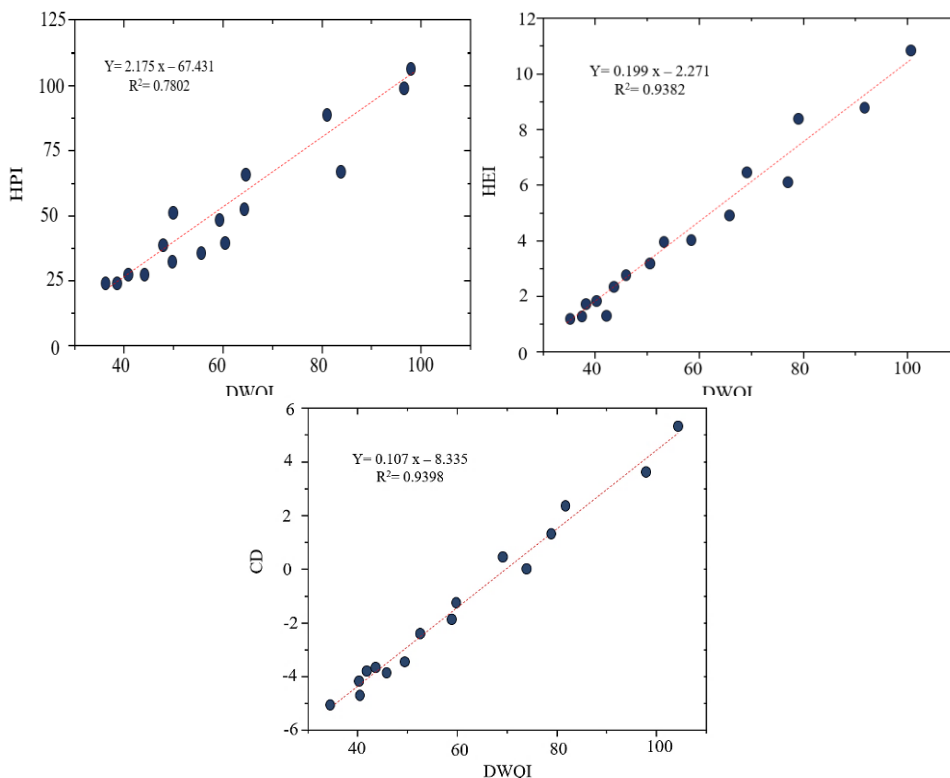 125
100
75
50
25
0
HPI
Y= 2.175 x – 67.431
R²= 0.7802
40 60 80 100
DWQI
12
10
8
6
4
2
0
HEI
Y= 0.199 x – 2.271
R²= 0.9382
40 60 80 100
DWQI
6
4
2
0
-2
-4
-6
CD
Y= 0.107 x – 8.335
R²= 0.9398
40 60 80 100
DWQI